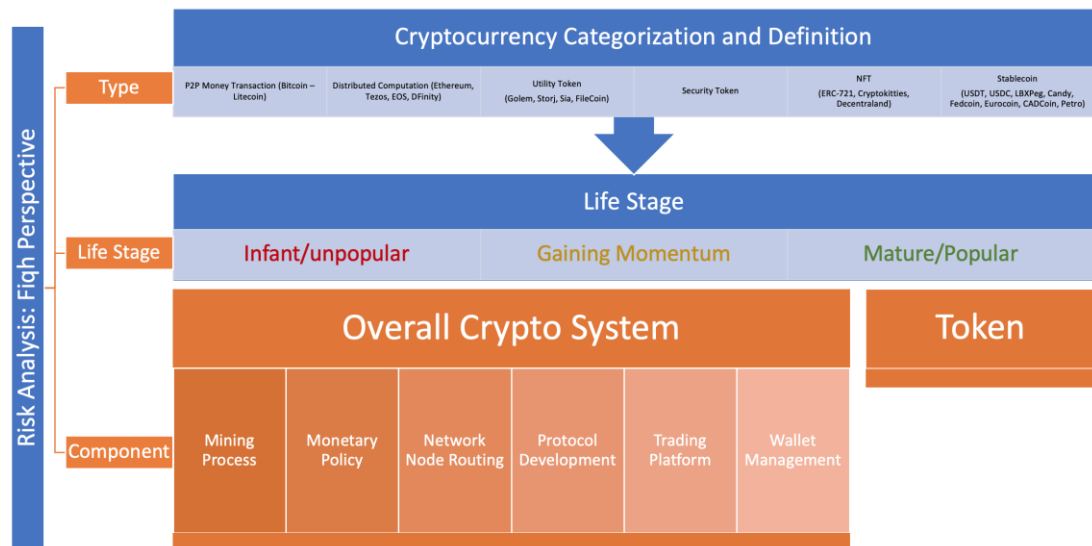 Risk Analysis: Fiqh Perspective
Cryptocurrency Categorization and Definition
Type
P2P Money Transaction (Bitcoin –
Litecoin)
Distributed Computation (Ethereum,
Tezos, EOS, DFinity)
Utility Token
(Golem, Storj, Sia, FileCoin)
Security Token
NFT
(ERC-721, Cryptokitties,
Decentraland)
Stablecoin
(USDT, USDC, LBXPeg, Candy,
Fedcoin, Eurocoin, CADCoin, Petro)
Life Stage
Life Stage
Infant/unpopular
Gaining Momentum
Mature/Popular
Overall Crypto System
Token
Component
Mining
Process
Monetary
Policy
Network
Node Routing
Protocol
Development
Trading
Platform
Wallet
Management